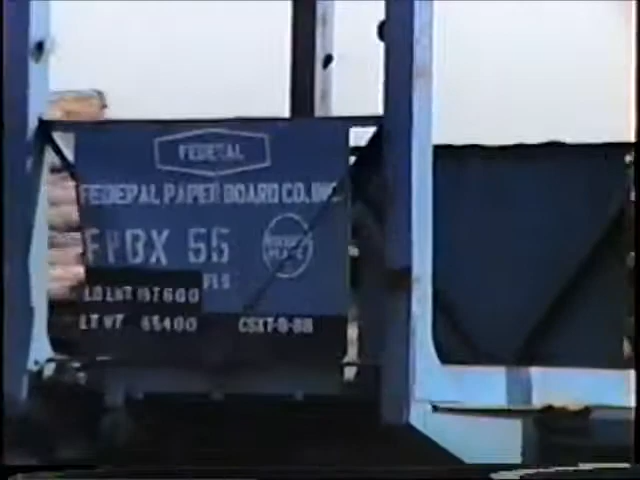 FEDERAL
FEDERAL PAPER BOARD CO. INC.
FPBX 55
LD LMT 197600
LT WT 65400
CSXT-8-88